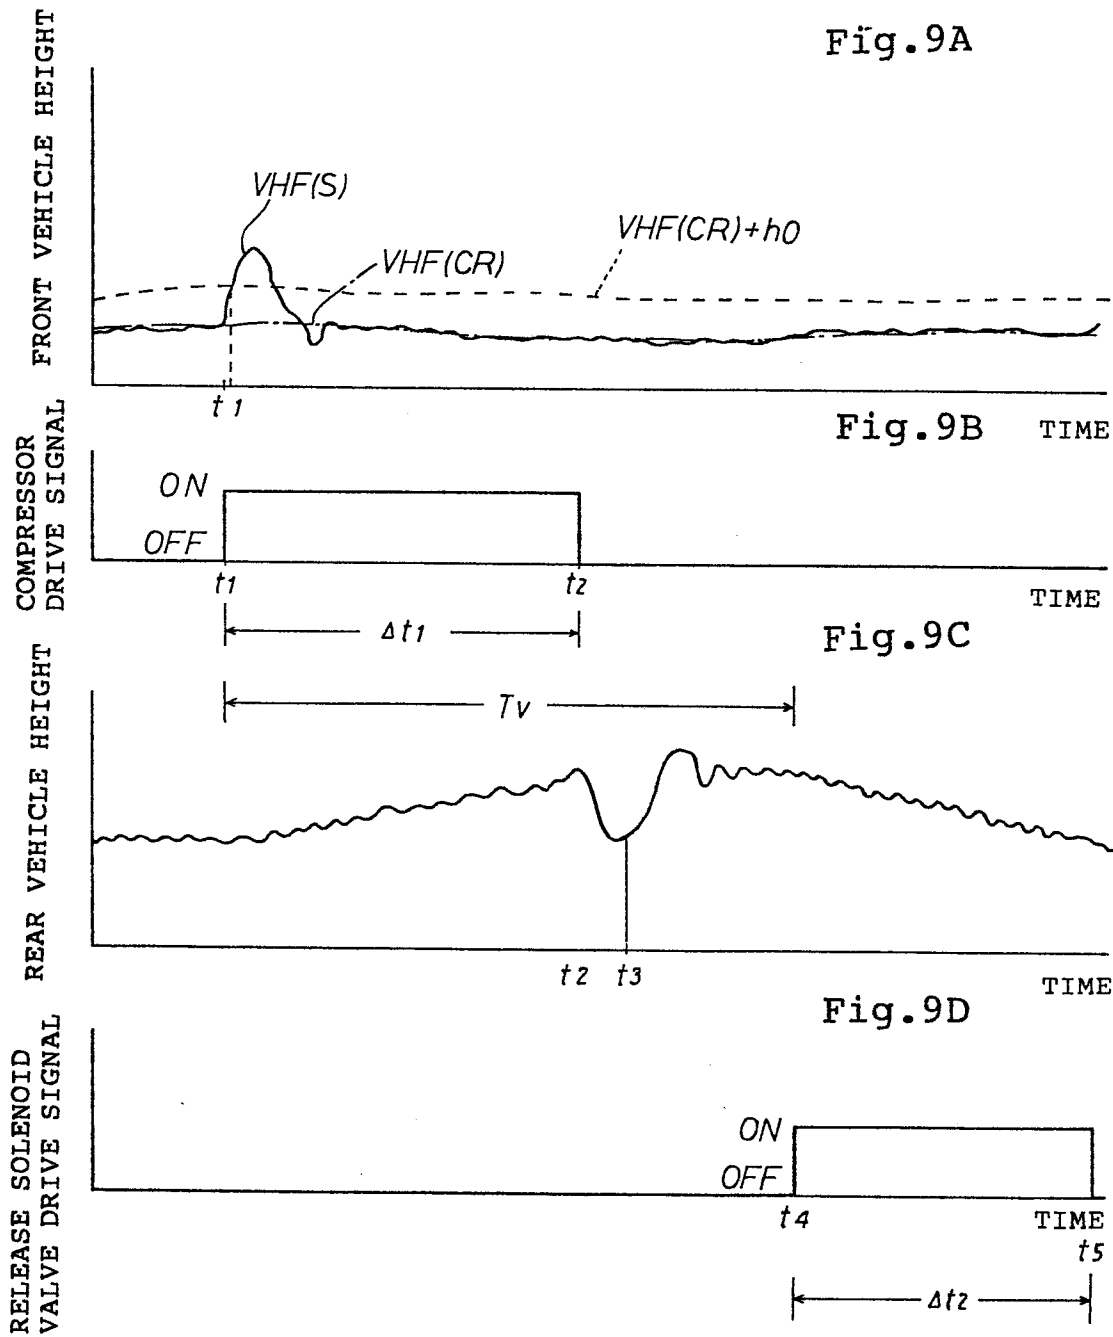 Fig.9A
FRONT VEHICLE HEIGHT
VHF(S)
VHF(CR)
VHF(CR)+h0
t1
TIME
Fig.9B
COMPRESSOR
DRIVE SIGNAL
ON
OFF
t1
t2
TIME
Δt1
Fig.9C
REAR VEHICLE HEIGHT
Tv
t2
t3
TIME
Fig.9D
RELEASE SOLENOID
VALVE DRIVE SIGNAL
ON
OFF
t4
TIME
t5
Δt2